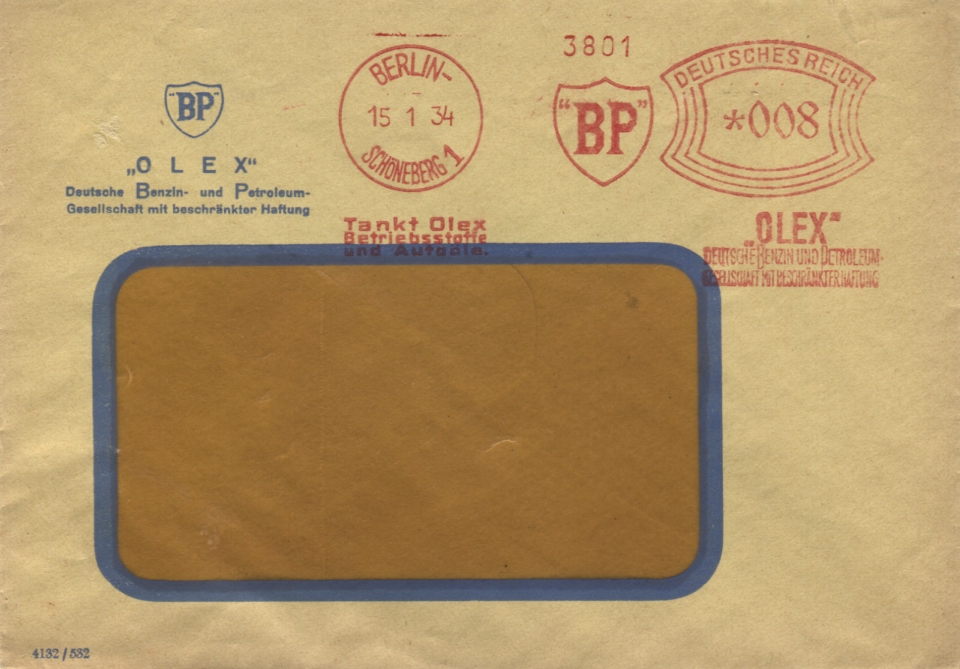 "BP"
„O L E X“
Deutsche Benzin- und Petroleum-
Gesellschaft mit beschränkter Haftung
BERLIN-
15 1 34
SCHÖNEBERG 1
Tankt Olex
Betriebsstoffe
und Autoöle.
3801
"BP"
DEUTSCHES REICH
*008
„OLEX“
DEUTSCHE BENZIN UND PETROLEUM-
GESELLSCHAFT MIT BESCHRÄNKTER HAFTUNG
4132 / 532